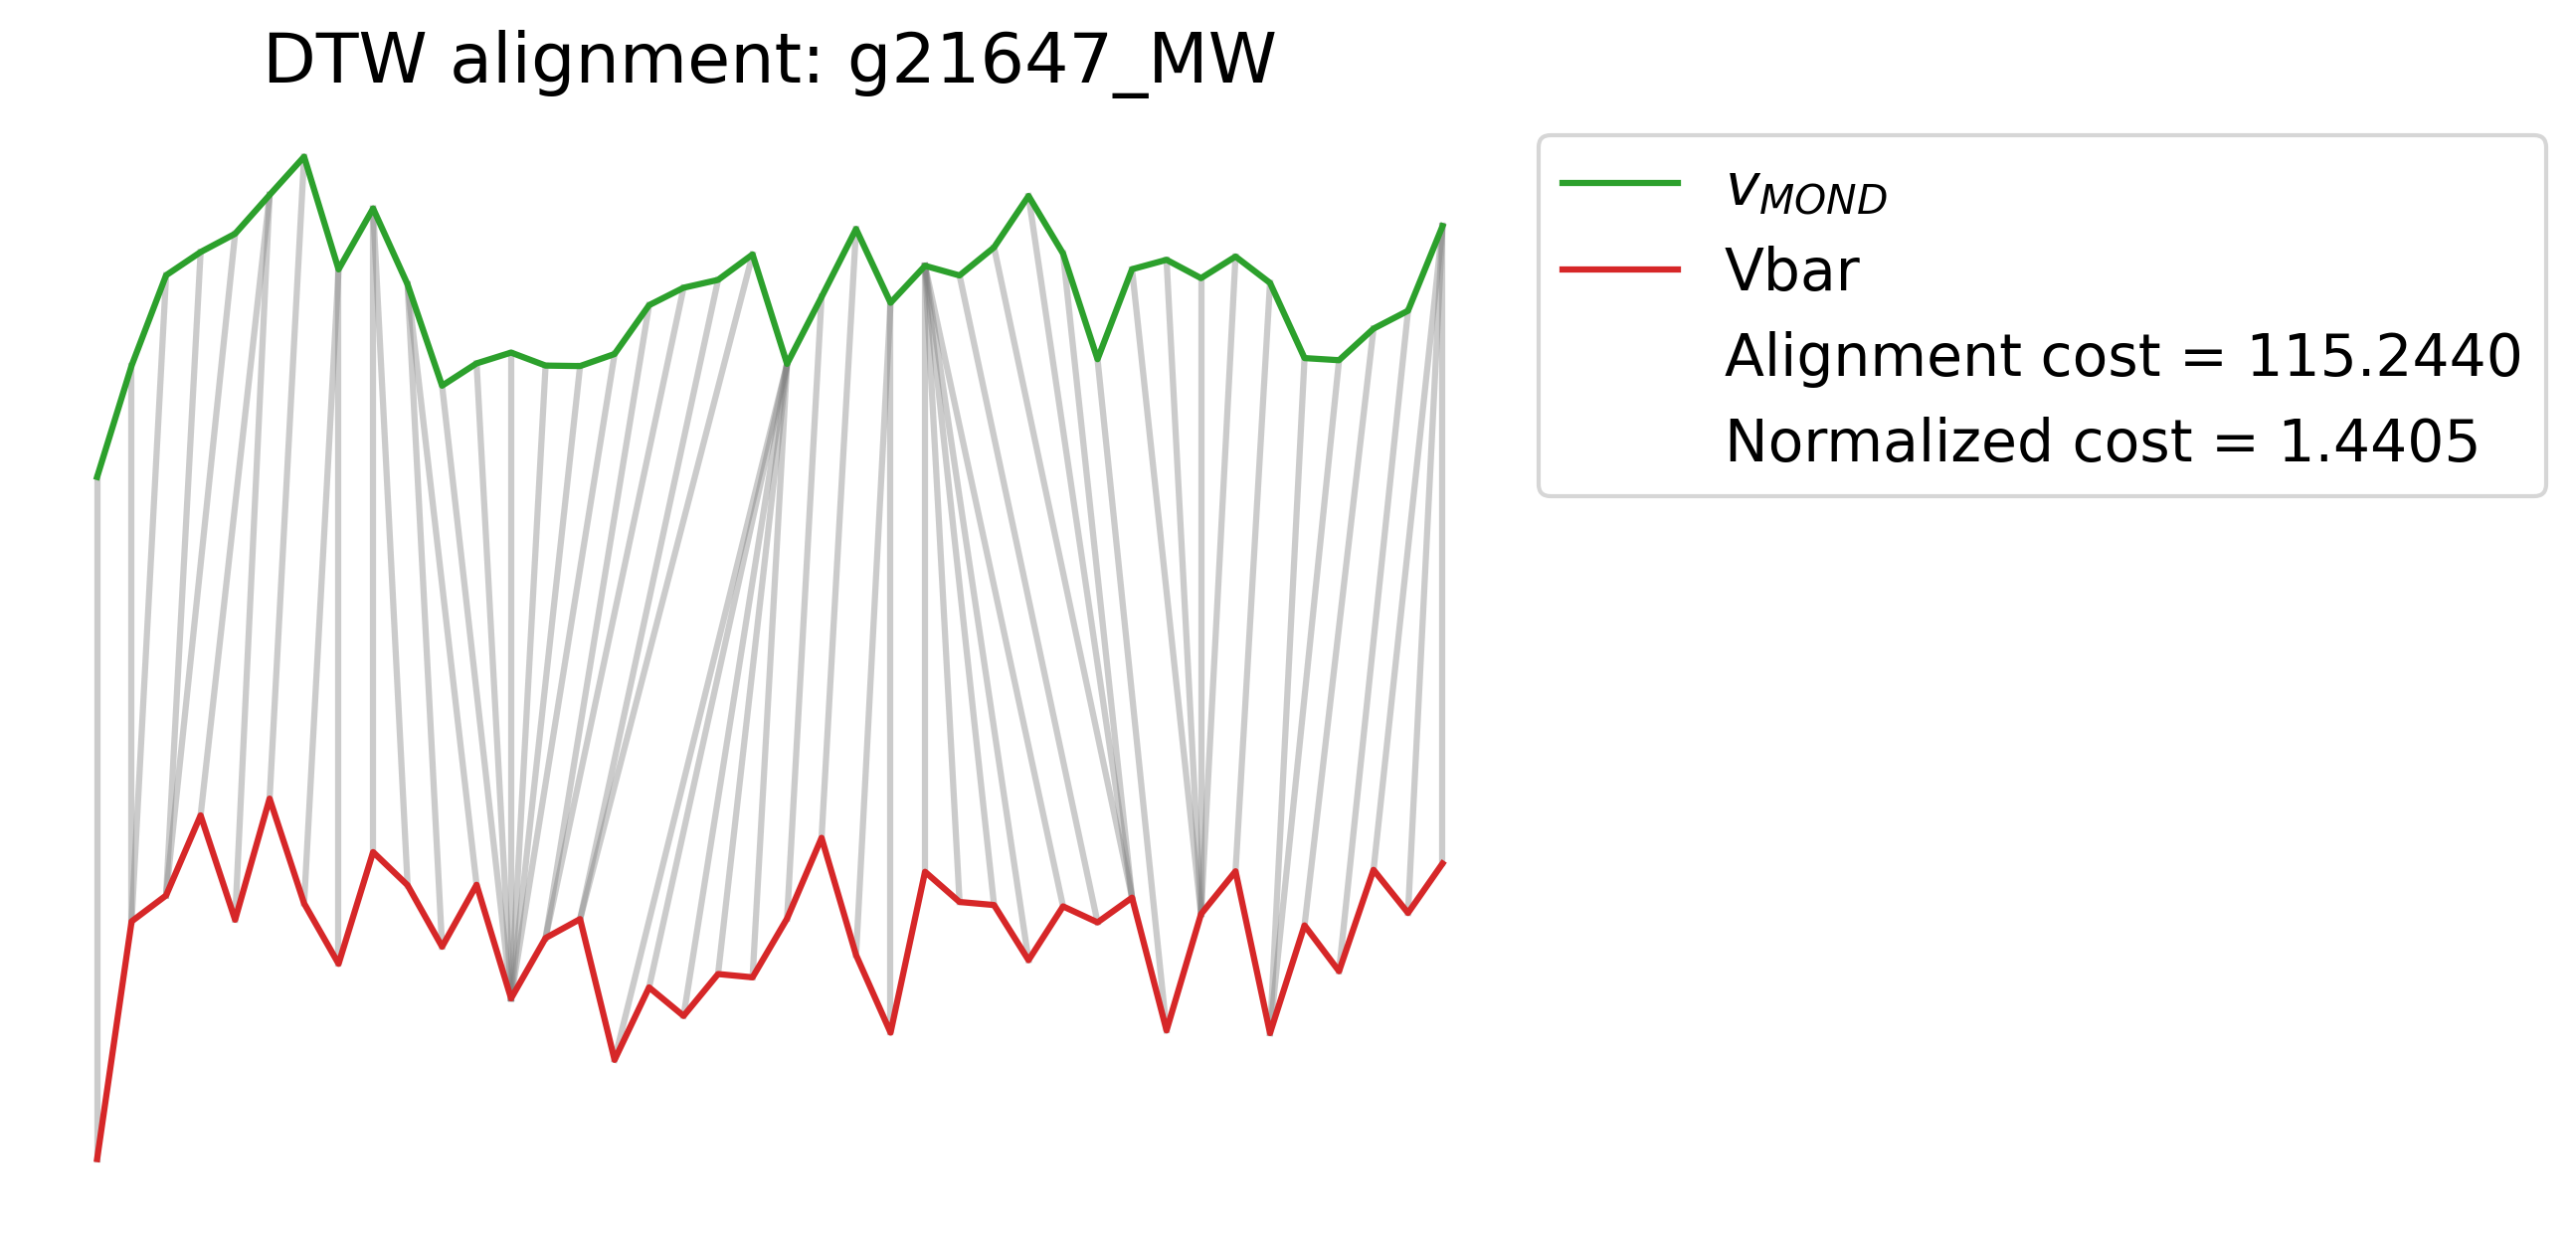 DTW alignment: g21647_MW
v_MOND
Vbar
Alignment cost = 115.2440
Normalized cost = 1.4405